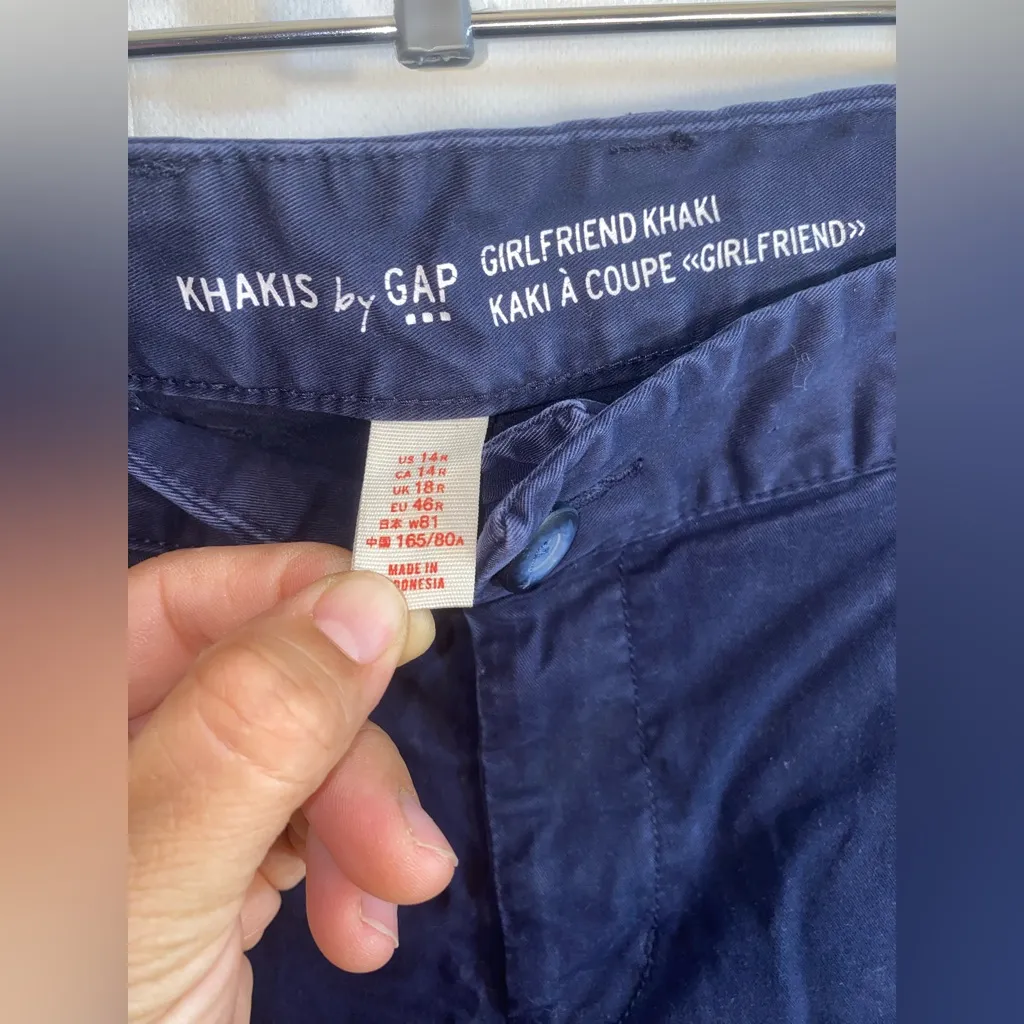 KHAKIS by GAP
GIRLFRIEND KHAKI
KAKI À COUPE «GIRLFRIEND»
US 14R
CA 14R
UK 18R
EU 46R
日本 W81
中国 165/80A
MADE IN
ONESIA